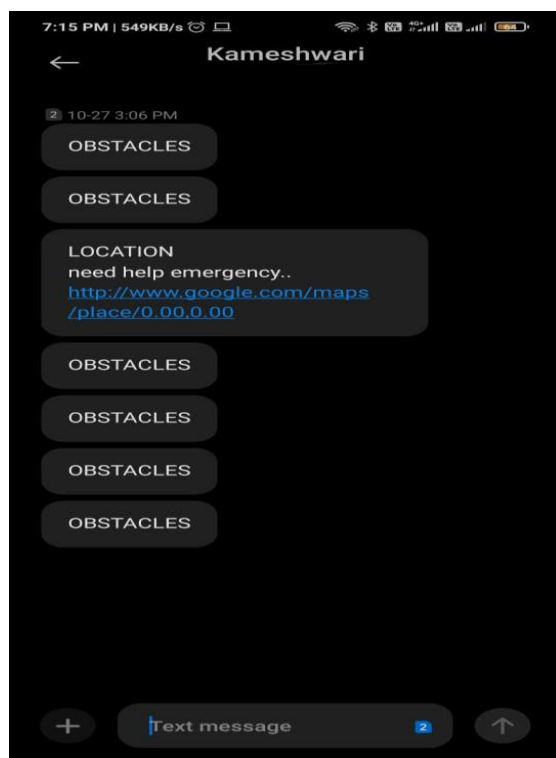 7:15 PM | 549KB/s
Kameshwari
2 10-27 3:06 PM
OBSTACLES
OBSTACLES
LOCATION
need help emergency..
http://www.google.com/maps
/place/0.00,0.00
OBSTACLES
OBSTACLES
OBSTACLES
OBSTACLES
Text message 2